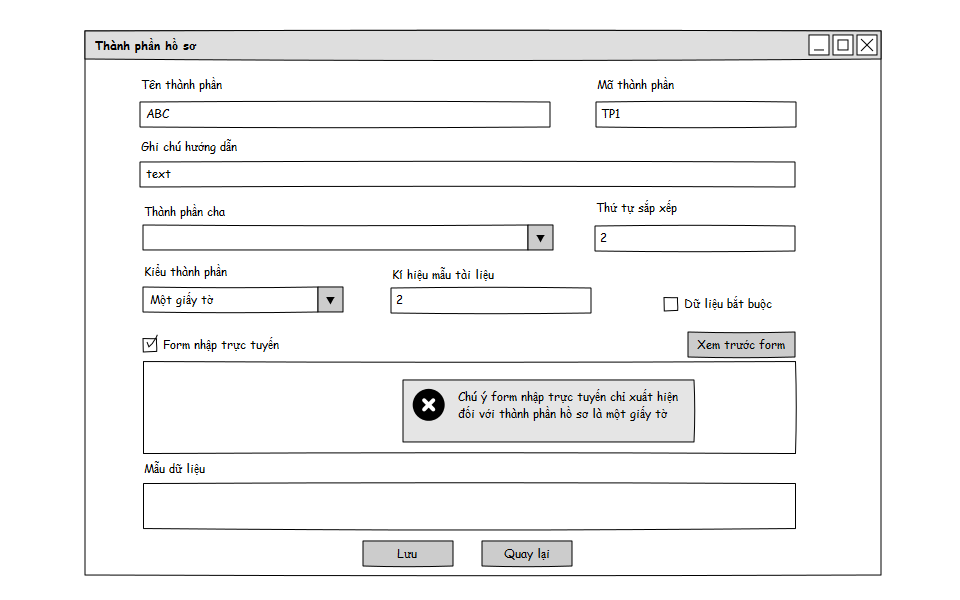 Thành phần hồ sơ
Tên thành phần
Mã thành phần
ABC
TP1
Ghi chú hướng dẫn
text
Thành phần cha
Thứ tự sắp xếp
2
Kiểu thành phần
Kí hiệu mẫu tài liệu
Một giấy tờ
2
Dữ liệu bắt buộc
Form nhập trực tuyến
Xem trước form
Chú ý form nhập trực tuyến chỉ xuất hiện
đối với thành phần hồ sơ là một giấy tờ
Mẫu dữ liệu
Lưu
Quay lại